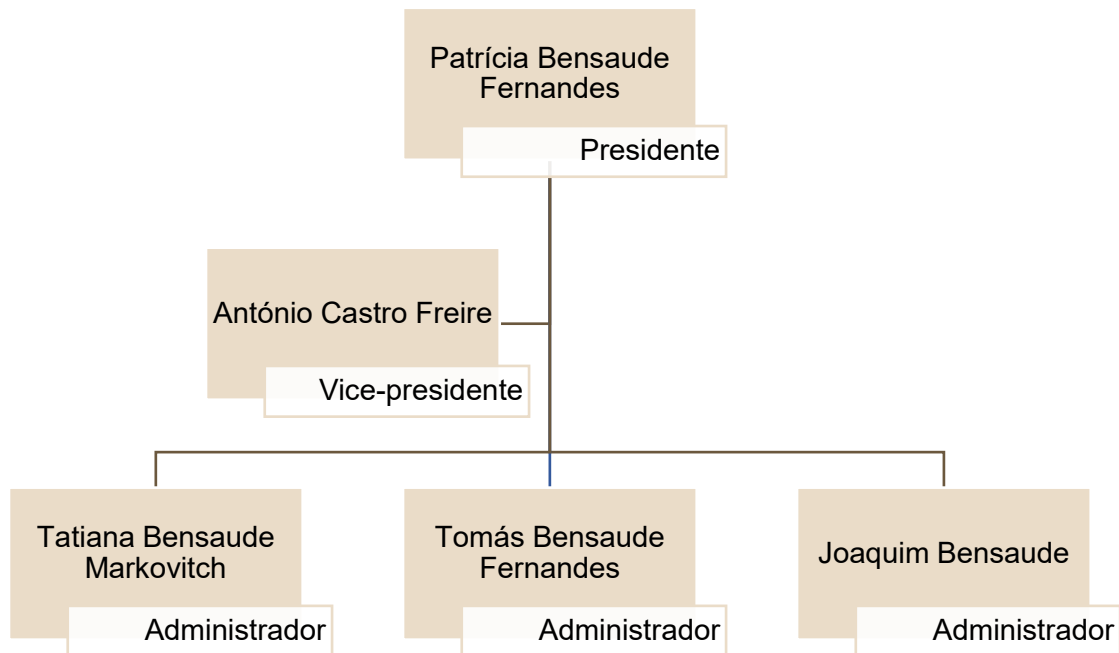 Patrícia Bensaude
Fernandes
Presidente
António Castro Freire
Vice-presidente
Tatiana Bensaude
Markovitch
Administrador
Tomás Bensaude
Fernandes
Administrador
Joaquim Bensaude
Administrador